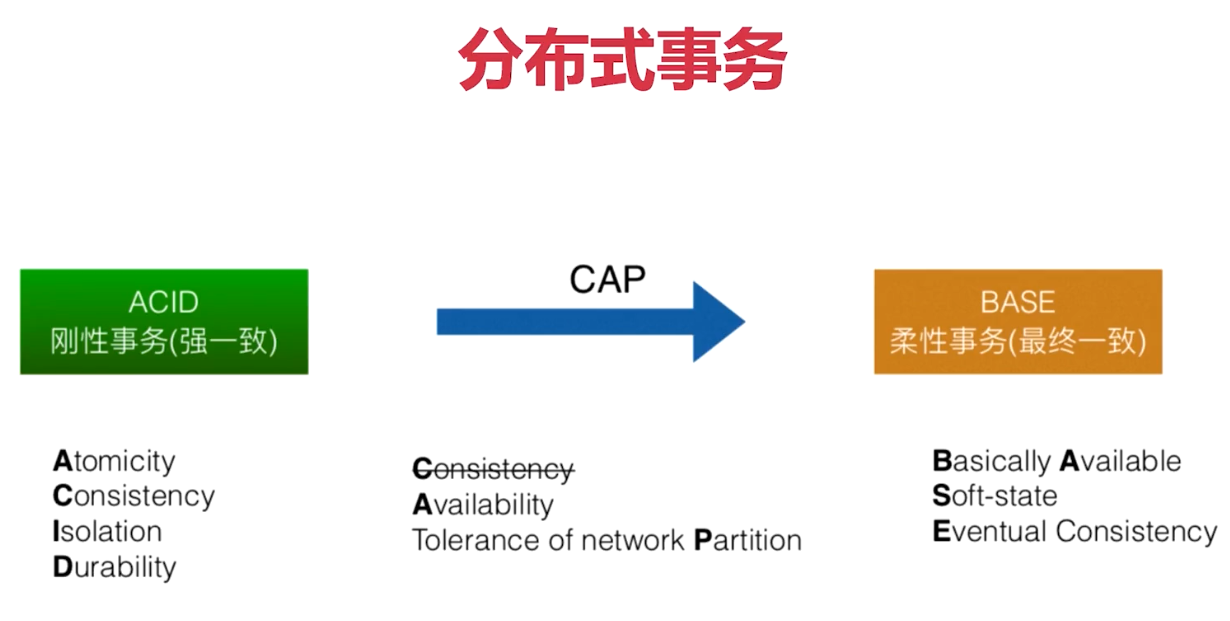 分布式事务
CAP
ACID
刚性事务(强一致)
BASE
柔性事务(最终一致)
Atomicity
Consistency
Isolation
Durability
Consistency
Availability
Tolerance of network Partition
Basically Available
Soft-state
Eventual Consistency